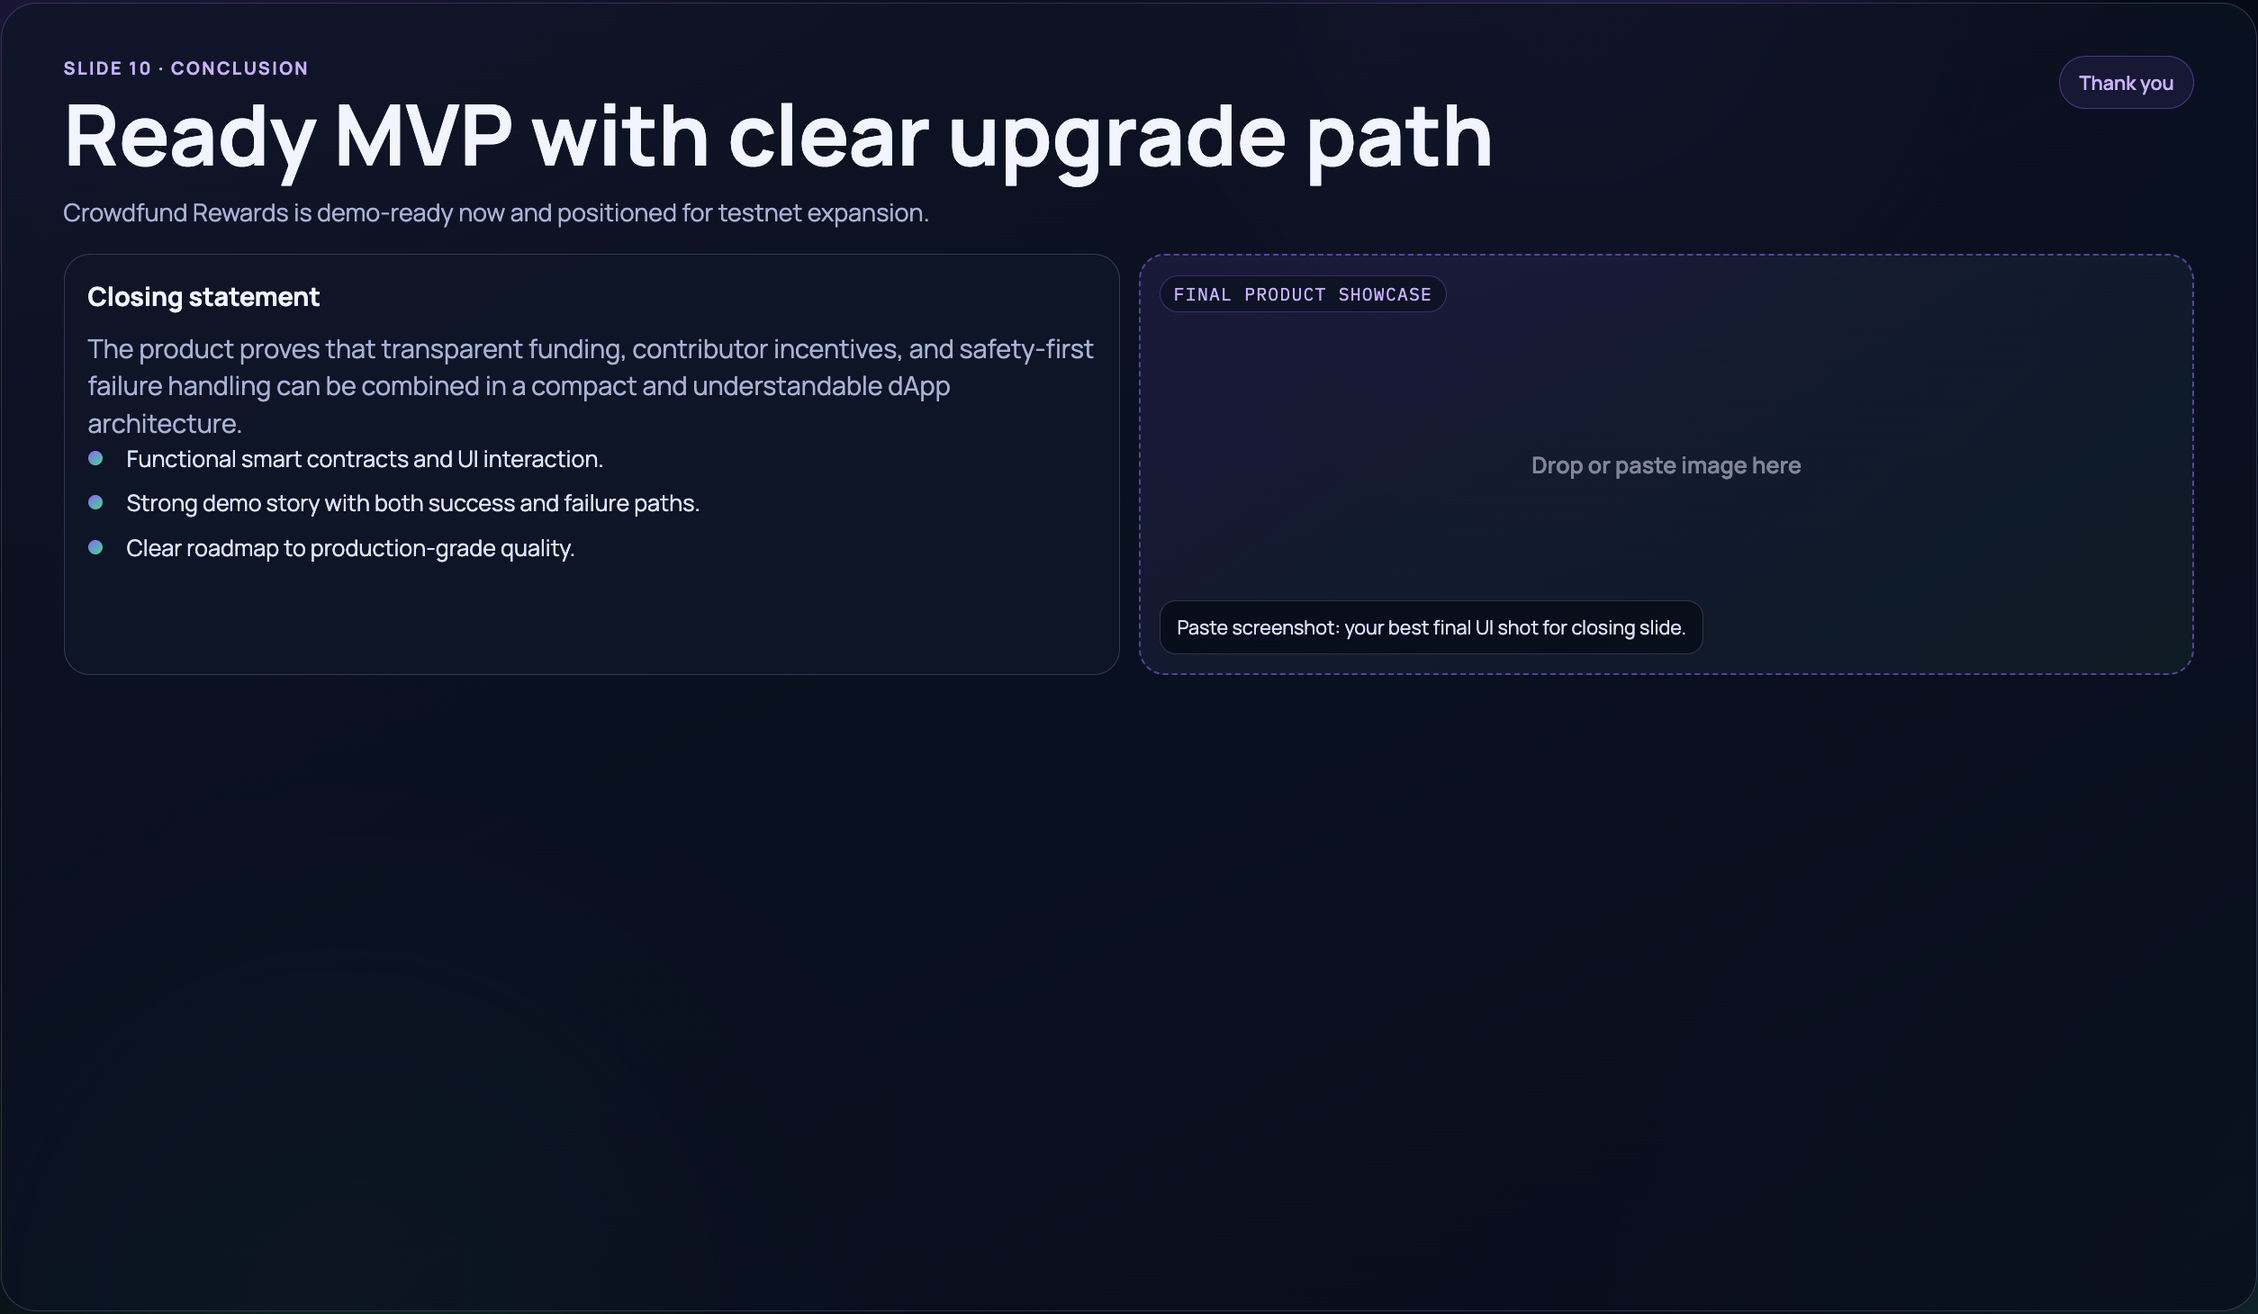 SLIDE 10 · CONCLUSION
Thank you
Ready MVP with clear upgrade path
Crowdfund Rewards is demo-ready now and positioned for testnet expansion.
Closing statement
The product proves that transparent funding, contributor incentives, and safety-first
failure handling can be combined in a compact and understandable dApp
architecture.
Functional smart contracts and UI interaction.
Strong demo story with both success and failure paths.
Clear roadmap to production-grade quality.
FINAL PRODUCT SHOWCASE
Drop or paste image here
Paste screenshot: your best final UI shot for closing slide.